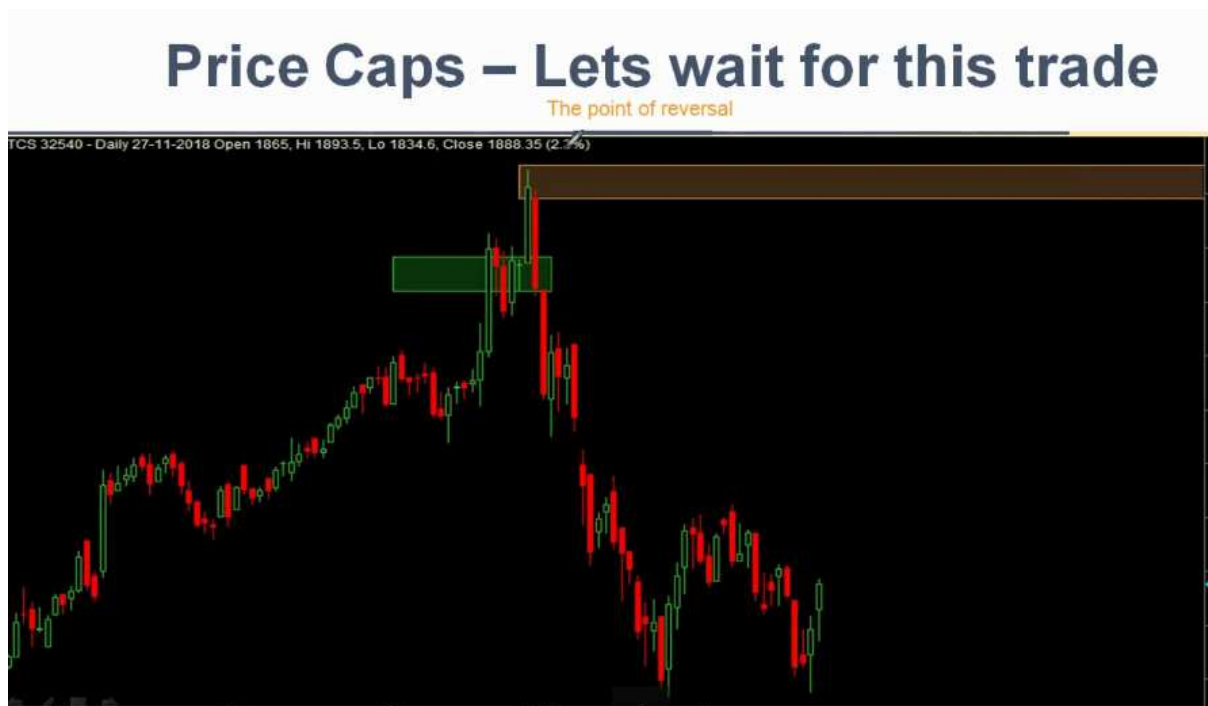 Price Caps – Lets wait for this trade
The point of reversal
TCS 32540 - Daily 27-11-2018 Open 1865, Hi 1893.5, Lo 1834.6, Close 1888.35